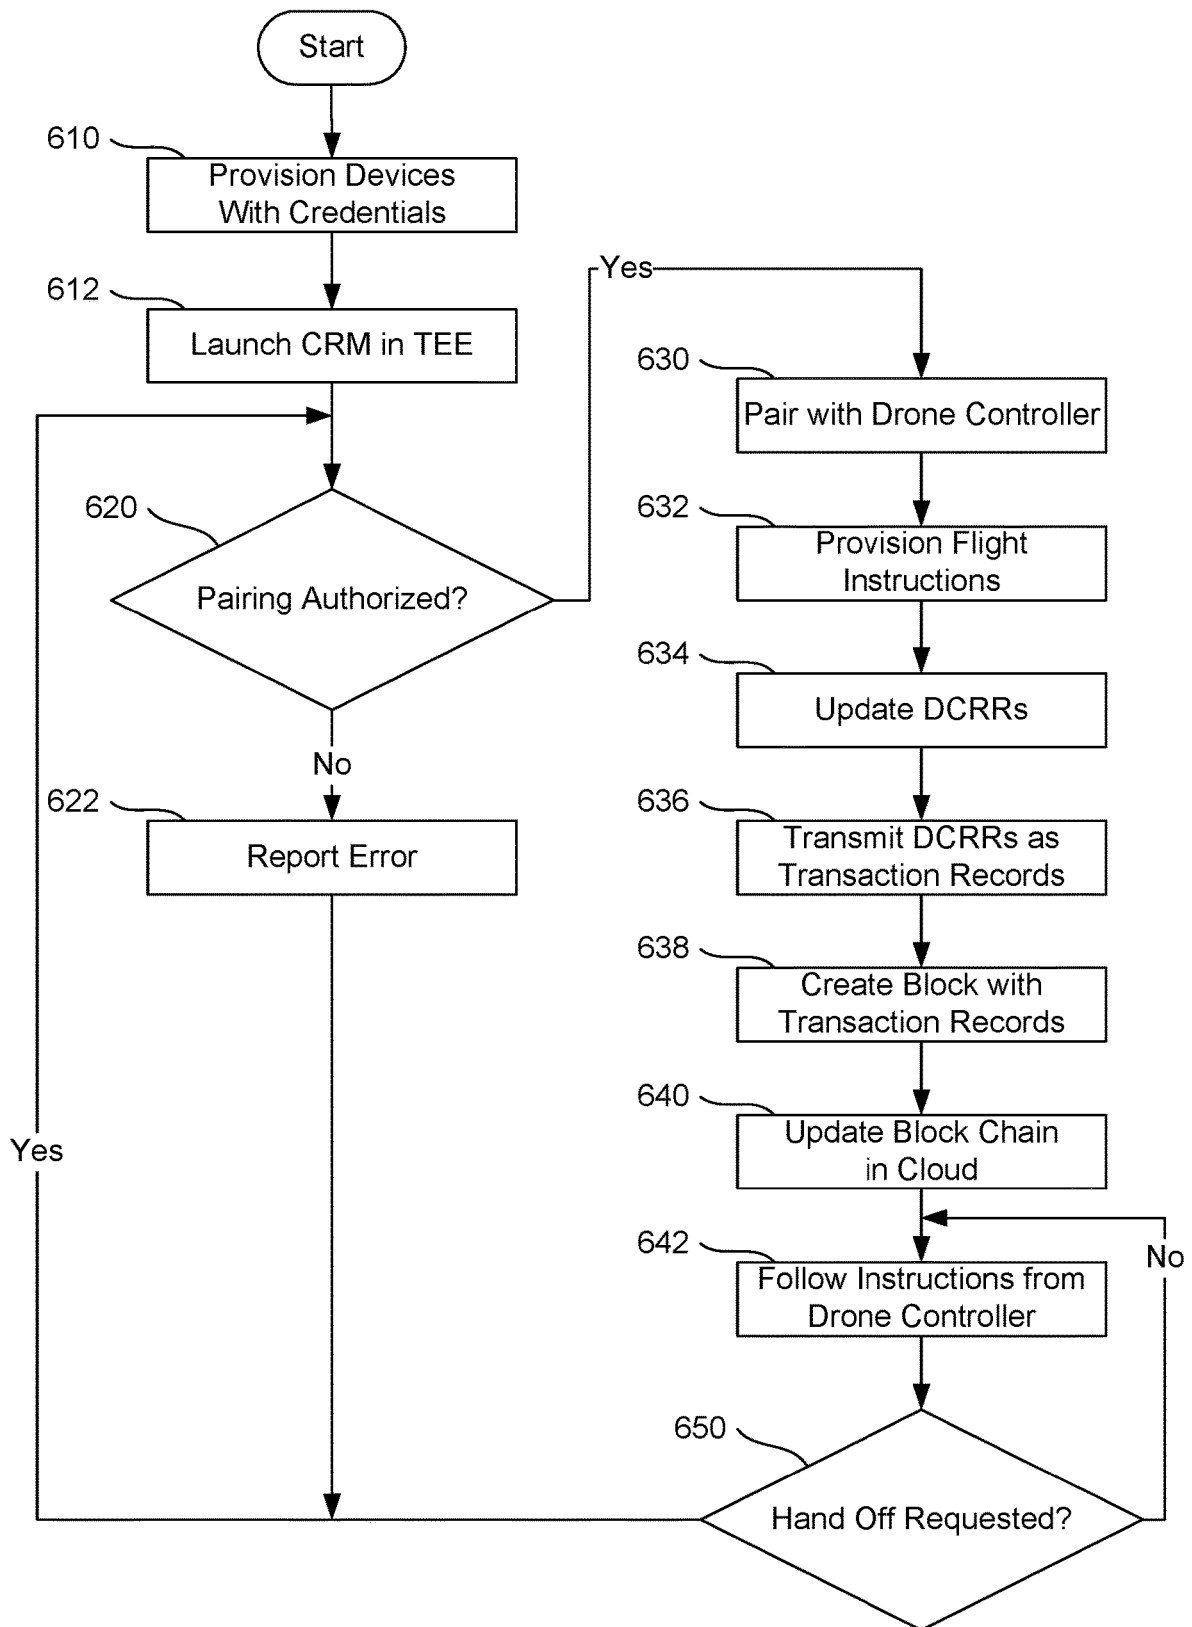 Start
610
Provision Devices
With Credentials
612
Launch CRM in TEE
620
Pairing Authorized?
No
622
Report Error
Yes
630
Pair with Drone Controller
632
Provision Flight
Instructions
634
Update DCRRs
636
Transmit DCRRs as
Transaction Records
638
Create Block with
Transaction Records
640
Update Block Chain
in Cloud
642
Follow Instructions from
Drone Controller
650
Hand Off Requested?
No
Yes